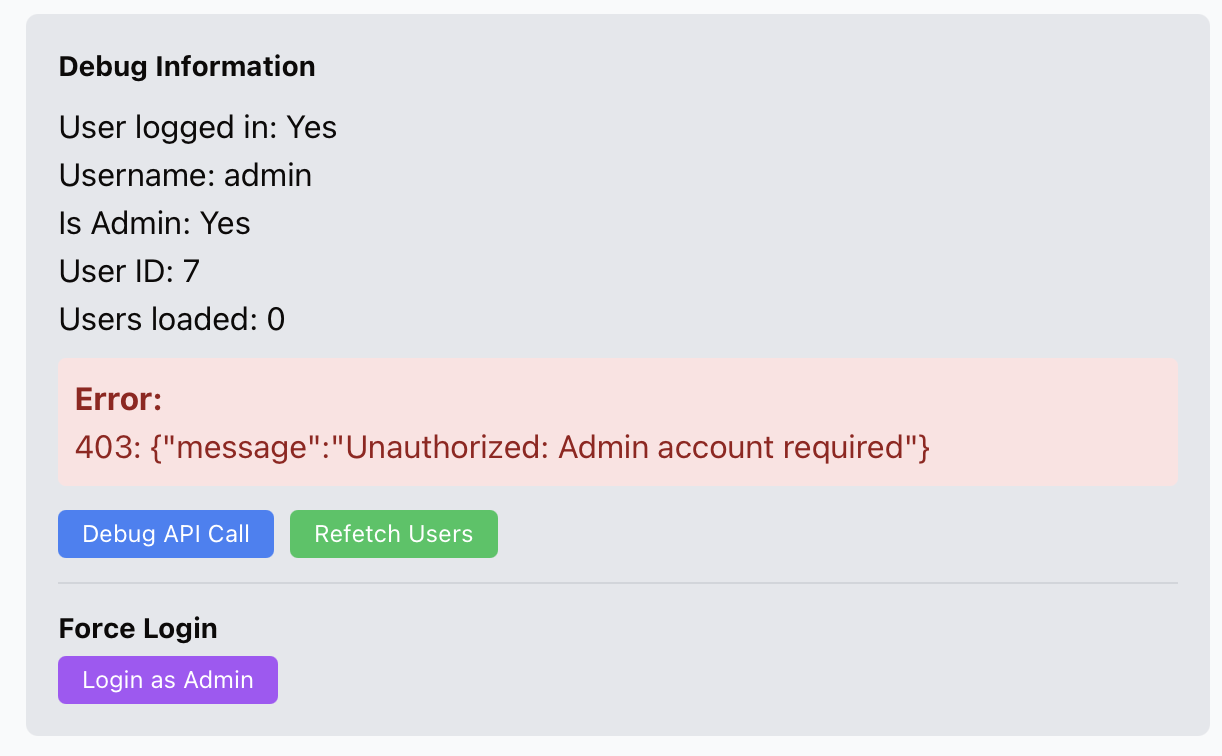 Debug Information
User logged in: Yes
Username: admin
Is Admin: Yes
User ID: 7
Users loaded: 0
Error:
403: {"message":"Unauthorized: Admin account required"}
Debug API Call Refetch Users
Force Login
Login as Admin